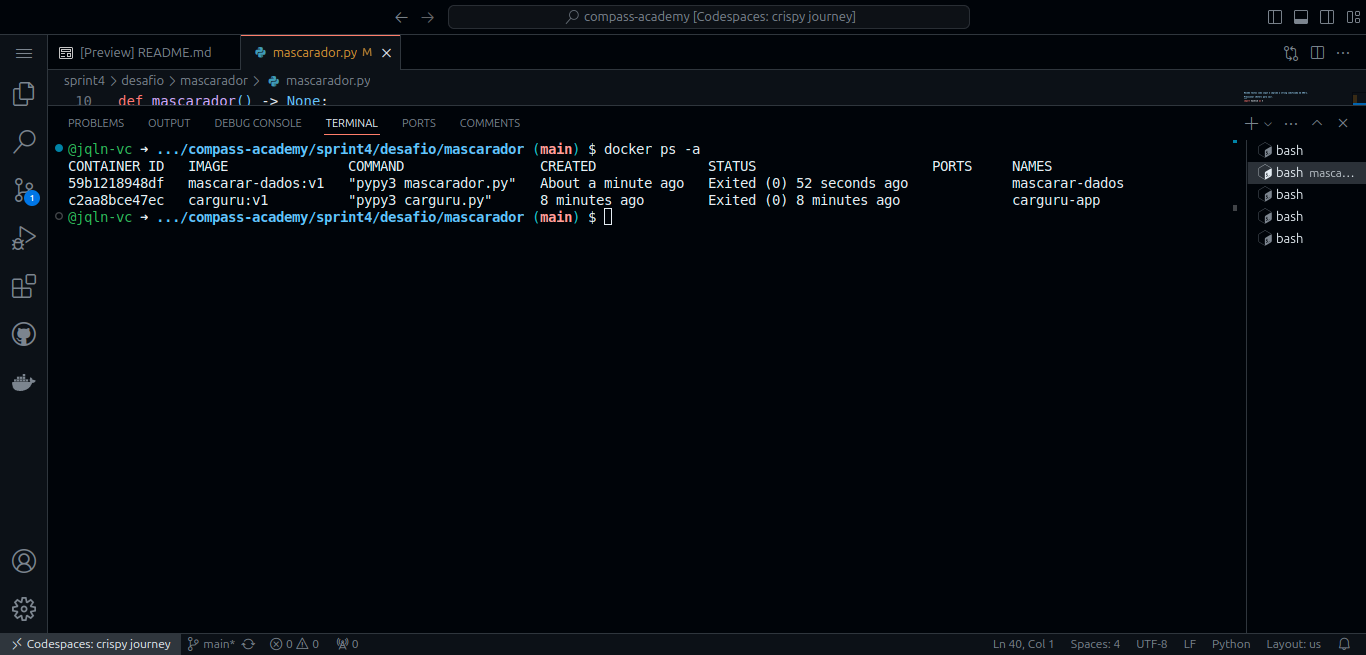 compass-academy [Codespaces: crispy journey]
[Preview] README.md
mascarador.py M
sprint4 > desafio > mascarador > mascarador.py
10 def mascarador() -> None:
PROBLEMS OUTPUT DEBUG CONSOLE TERMINAL PORTS COMMENTS
@jqln-vc ➜ .../compass-academy/sprint4/desafio/mascarador (main) $ docker ps -a
CONTAINER ID IMAGE COMMAND CREATED STATUS PORTS NAMES
59b1218948df mascarar-dados:v1 "pypy3 mascarador.py" About a minute ago Exited (0) 52 seconds ago mascarar-dados
c2aa8bce47ec carguru:v1 "pypy3 carguru.py" 8 minutes ago Exited (0) 8 minutes ago carguru-app
@jqln-vc ➜ .../compass-academy/sprint4/desafio/mascarador (main) $
bash
bash masca...
bash
bash
bash
1
Codespaces: crispy journey main* 0 0 0 Ln 40, Col 1 Spaces: 4 UTF-8 LF Python Layout: us